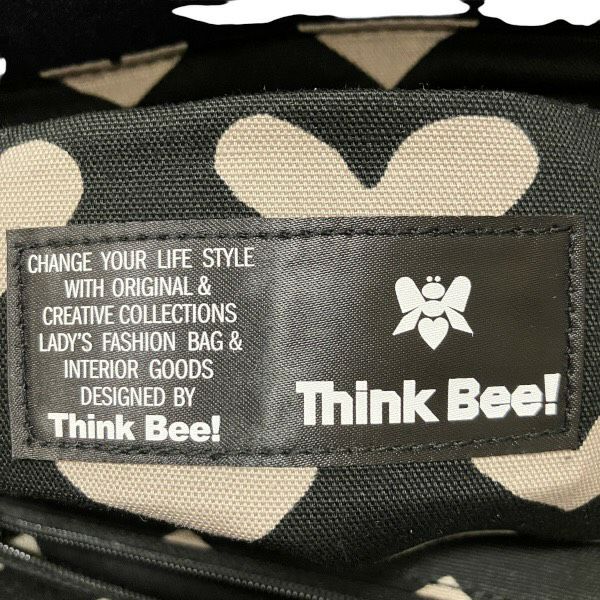 CHANGE YOUR LIFE STYLE
WITH ORIGINAL &
CREATIVE COLLECTIONS
LADY'S FASHION BAG &
INTERIOR GOODS
DESIGNED BY
Think Bee!
Think Bee!